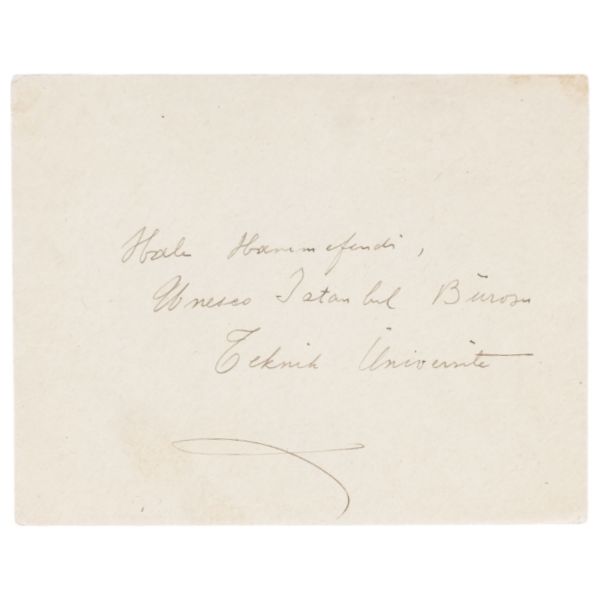 Hale Hanımefendi,
Unesco İstanbul Bürosu
Teknik Üniversite